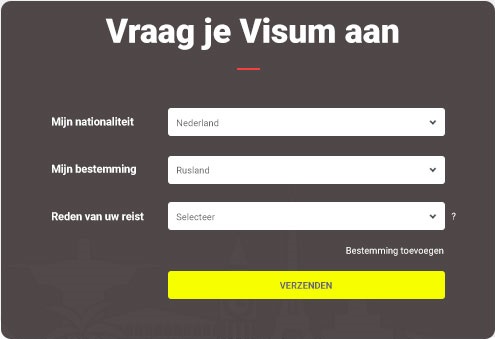 Vraag je Visum aan
Mijn nationaliteit
Nederland
Mijn bestemming
Rusland
Reden van uw reist
Selecteer
?
Bestemming toevoegen
VERZENDEN